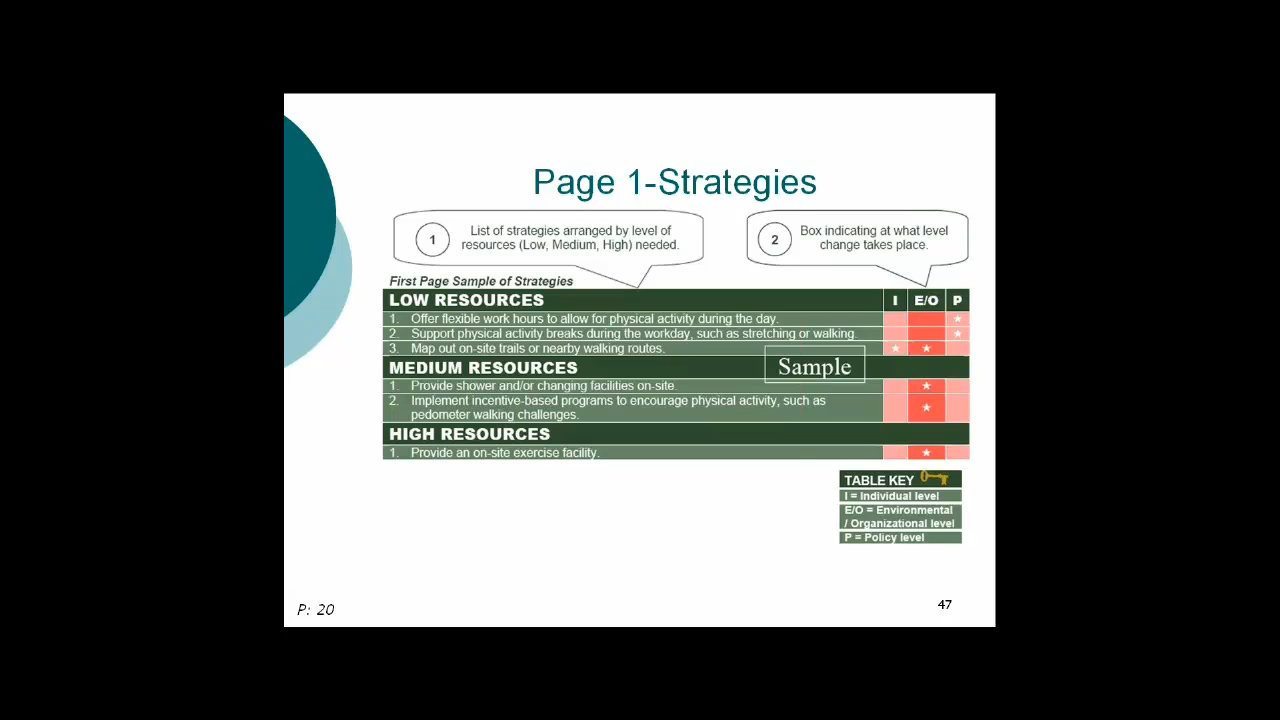 Page 1-Strategies
1
List of strategies arranged by level of
resources (Low, Medium, High) needed.
2
Box indicating at what level
change takes place.
First Page Sample of Strategies
LOW RESOURCES I E/O P
1. Offer flexible work hours to allow for physical activity during the day. ★
2. Support physical activity breaks during the workday, such as stretching or walking. ★
3. Map out on-site trails or nearby walking routes. ★ ★
MEDIUM RESOURCES
Sample
1. Provide shower and/or changing facilities on-site. ★
2. Implement incentive-based programs to encourage physical activity, such as
pedometer walking challenges. ★
HIGH RESOURCES
1. Provide an on-site exercise facility. ★
TABLE KEY
I = Individual level
E/O = Environmental
/ Organizational level
P = Policy level
P: 20
47